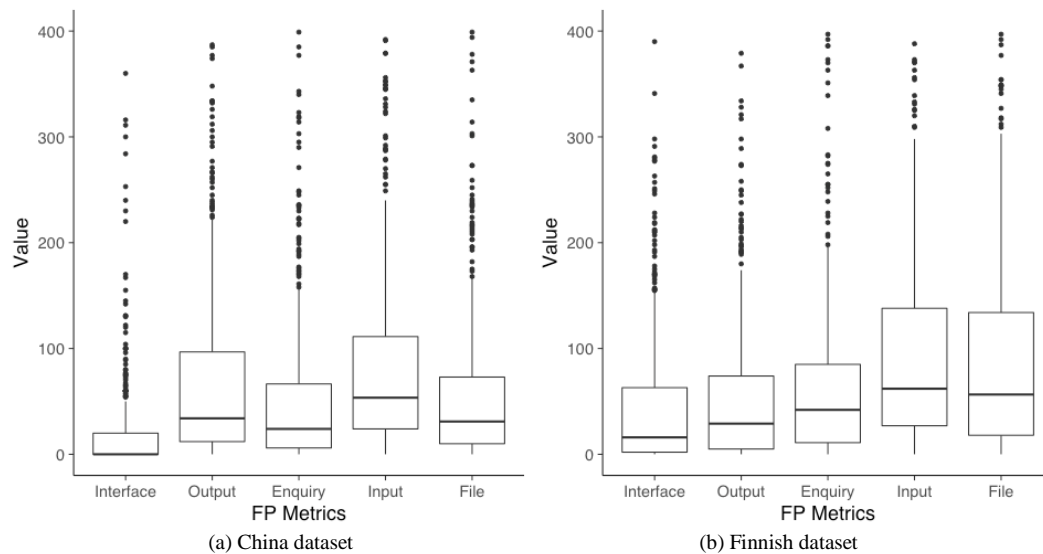 400
300
200
100
0
Value
Interface Output Enquiry Input File
FP Metrics
(a) China dataset
400
300
200
100
0
Value
Interface Output Enquiry Input File
FP Metrics
(b) Finnish dataset